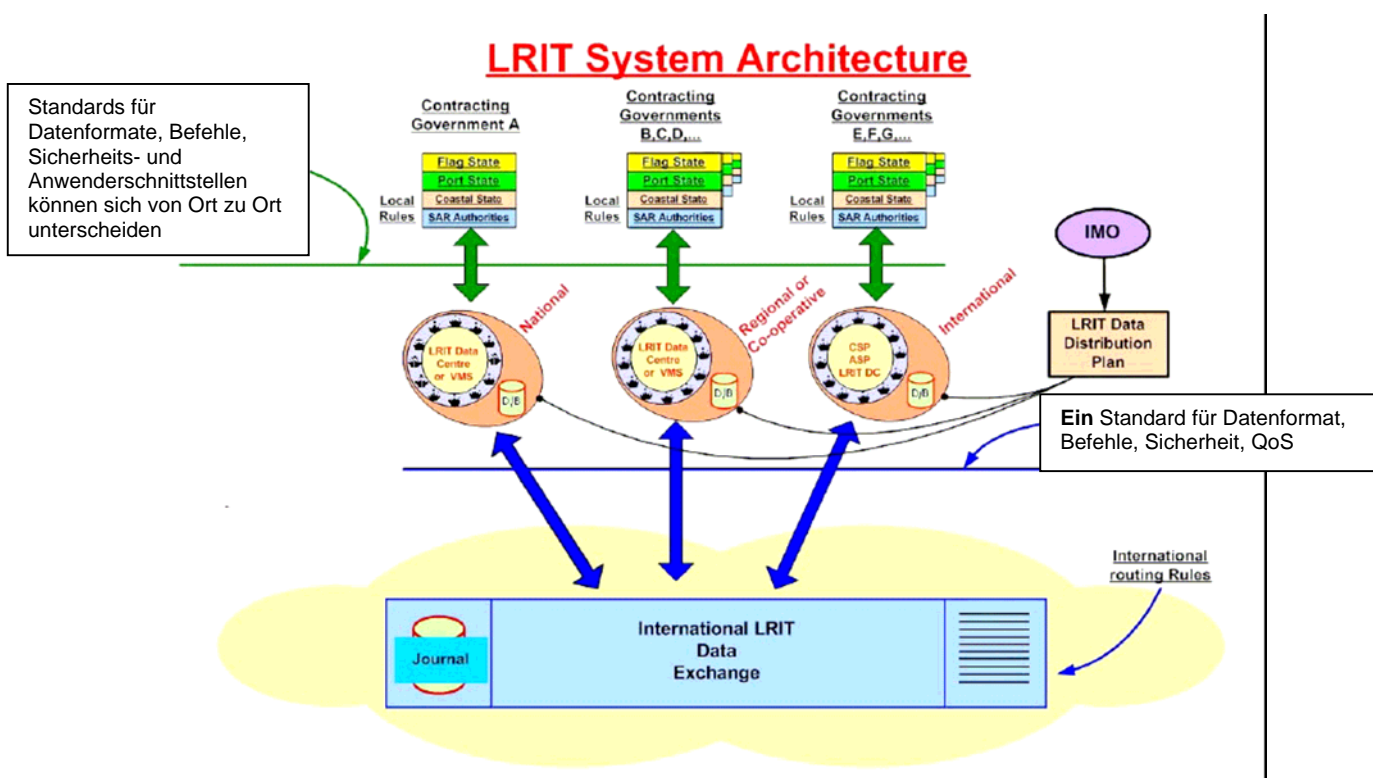 LRIT System Architecture
Standards für
Datenformate, Befehle,
Sicherheits- und
Anwenderschnittstellen
können sich von Ort zu Ort
unterscheiden
Contracting
Government A
Flag State
Port State
Coastal State
SAR Authorities
Local
Rules
Contracting
Governments
B,C,D,...
Flag State
Port State
Coastal State
SAR Authorities
Local
Rules
Contracting
Governments
E,F,G,...
Flag State
Port State
Coastal State
SAR Authorities
Local
Rules
IMO
LRIT Data
Distribution
Plan
National
LRIT Data
Centre
or VMS
D/B
Regional or
Co-operative
LRIT Data
Centre
or VMS
D/B
International
CSP
ASP
LRIT DC
D/B
Ein Standard für Datenformat,
Befehle, Sicherheit, QoS
International
routing Rules
Journal
International LRIT
Data
Exchange